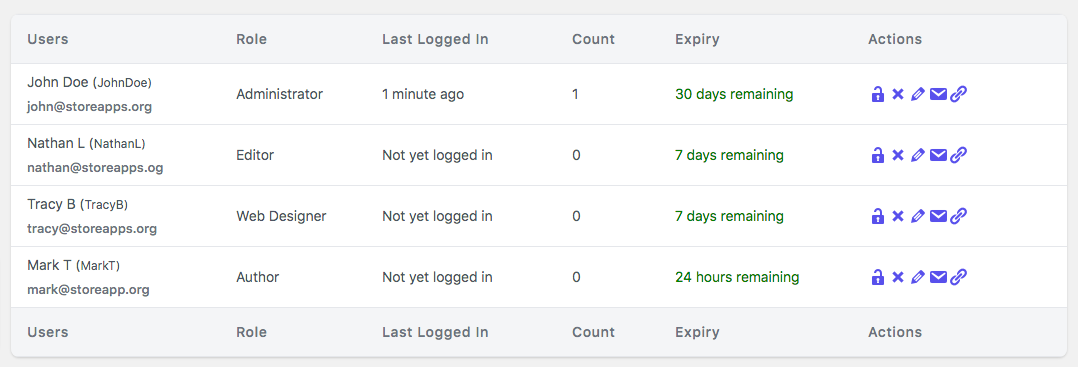 Users Role Last Logged In Count Expiry Actions
John Doe (JohnDoe)
john@storeapps.org
Administrator 1 minute ago 1 30 days remaining
Nathan L (NathanL)
nathan@storeapps.og
Editor Not yet logged in 0 7 days remaining
Tracy B (TracyB)
tracy@storeapps.org
Web Designer Not yet logged in 0 7 days remaining
Mark T (MarkT)
mark@storeapp.org
Author Not yet logged in 0 24 hours remaining
Users Role Last Logged In Count Expiry Actions